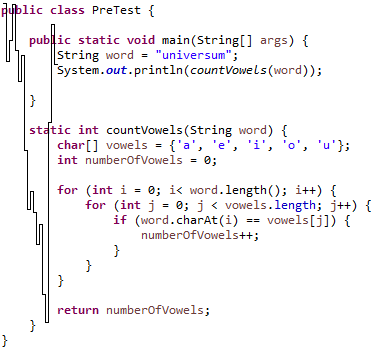 public class PreTest {
public static void main(String[] args) {
String word = "universum";
System.out.println(countVowels(word));
}
static int countVowels(String word) {
char[] vowels = {'a', 'e', 'i', 'o', 'u'};
int numberOfVowels = 0;
for (int i = 0; i< word.length(); i++) {
for (int j = 0; j < vowels.length; j++) {
if (word.charAt(i) == vowels[j]) {
numberOfVowels++;
}
}
}
return numberOfVowels;
}
}